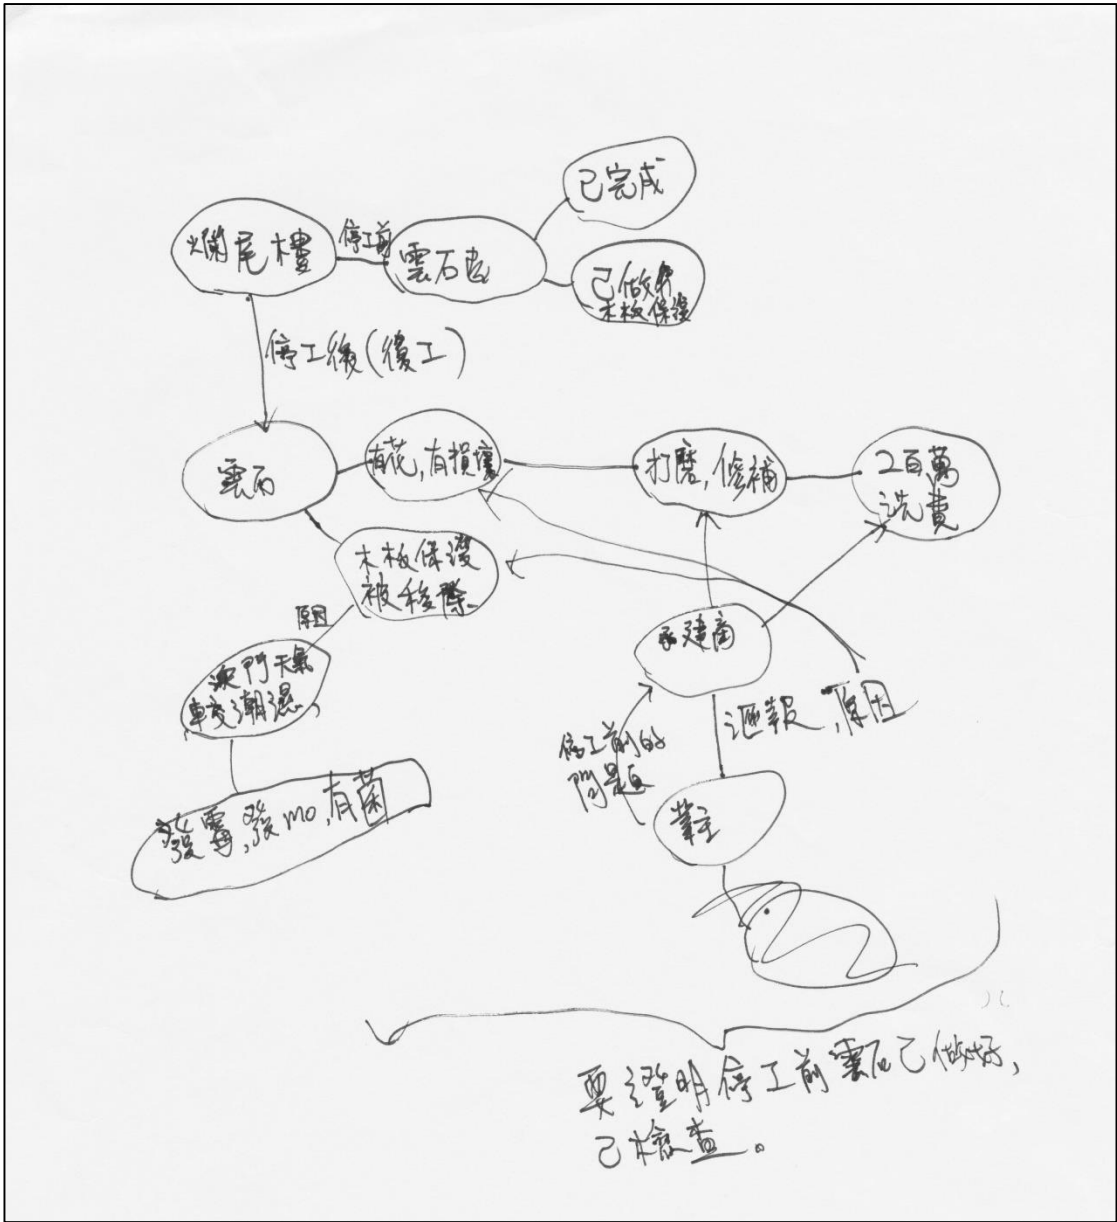 已完成
爛尾樓
停工前
雲石
已做好
木板保護
停工後(復工)
雲石
有花,有損壞
打磨,修補
2百萬
洗費
木板保護
被移除
原因
承建商
澳門天氣
較潮濕
匯報,原因
停工前的
問題
業主
發霉,發mo,有菌
要證明停工前雲石已做好,
已檢查。